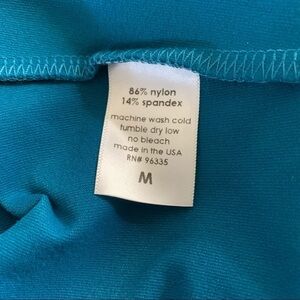 86% nylon
14% spandex
machine wash cold
tumble dry low
no bleach
made in the USA
RN# 96335
M